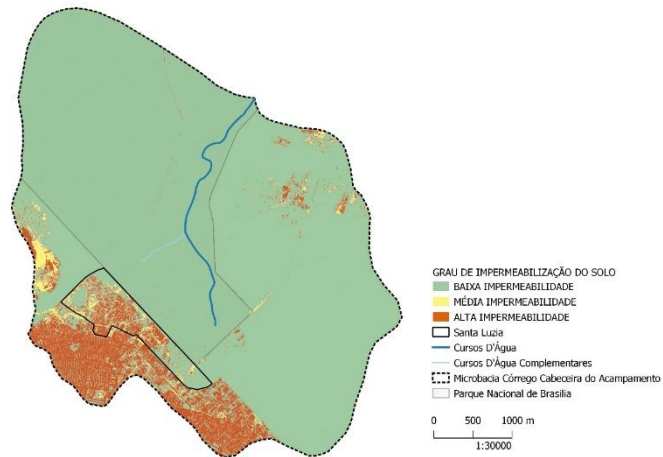 GRAU DE IMPERMEABILIZAÇÃO DO SOLO
BAIXA IMPERMEABILIDADE
MÉDIA IMPERMEABILIDADE
ALTA IMPERMEABILIDADE
Santa Luzia
Cursos D'Água
Cursos D'Água Complementares
Microbacia Córrego Cabeceira do Acampamento
Parque Nacional de Brasilia
0 500 1000 m
1:30000